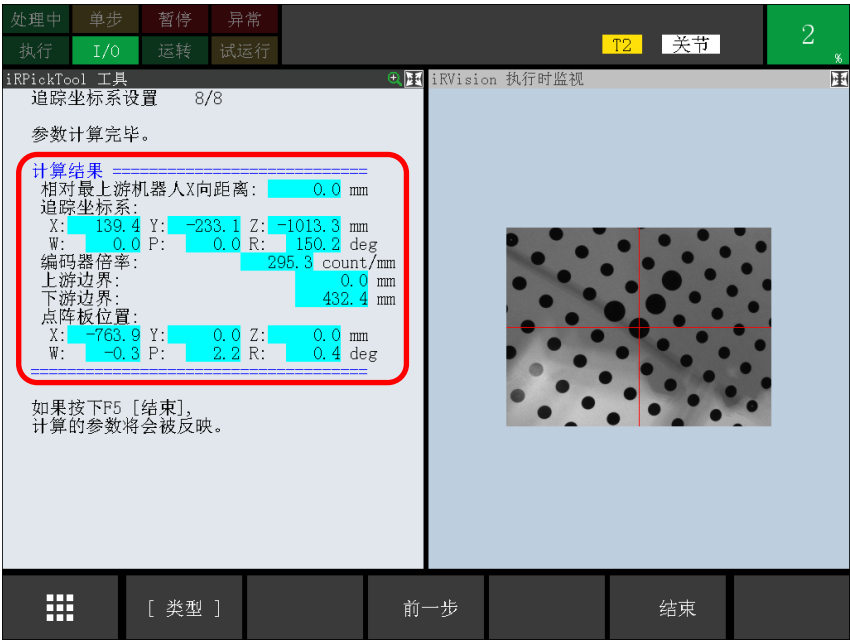 处理中 单步 暂停 异常
执行 I/O 运转 试运行
T2 关节
2 %
iRPickTool 工具
iRVision 执行时监视
追踪坐标系设置 8/8
参数计算完毕。
计算结果 ============================
相对最上游机器人X向距离: 0.0 mm
追踪坐标系:
X: 139.4 Y: -233.1 Z: -1013.3 mm
W: 0.0 P: 0.0 R: 150.2 deg
编码器倍率: 295.3 count/mm
上游边界: 0.0 mm
下游边界: 432.4 mm
点阵板位置:
X: -763.9 Y: 0.0 Z: 0.0 mm
W: -0.3 P: 2.2 R: 0.4 deg
=====================================
如果按下F5 [结束],
计算的参数将会被反映。
[ 类型 ] 前一步 结束